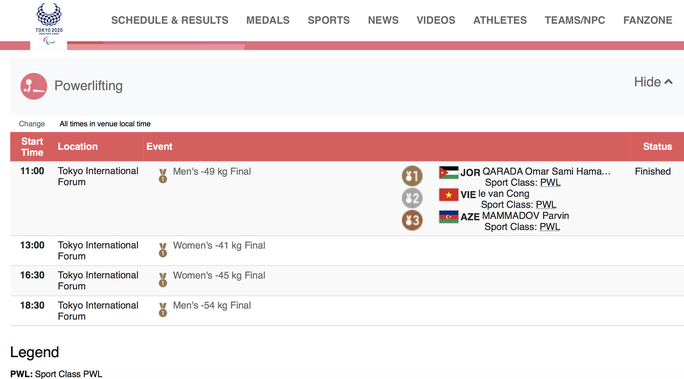 TOKYO 2020
SCHEDULE & RESULTS MEDALS SPORTS NEWS VIDEOS ATHLETES TEAMS/NPC FANZONE
Powerlifting Hide
Change All times in venue local time
Start Time Location Event Status
11:00 Tokyo International Forum 1 Men's -49 kg Final 1 JOR QARADA Omar Sami Hama... Finished
Sport Class: PWL
2 VIE le van Cong
Sport Class: PWL
3 AZE MAMMADOV Parvin
Sport Class: PWL
13:00 Tokyo International Forum 1 Women's -41 kg Final
16:30 Tokyo International Forum 1 Women's -45 kg Final
18:30 Tokyo International Forum 1 Men's -54 kg Final
Legend
PWL: Sport Class PWL